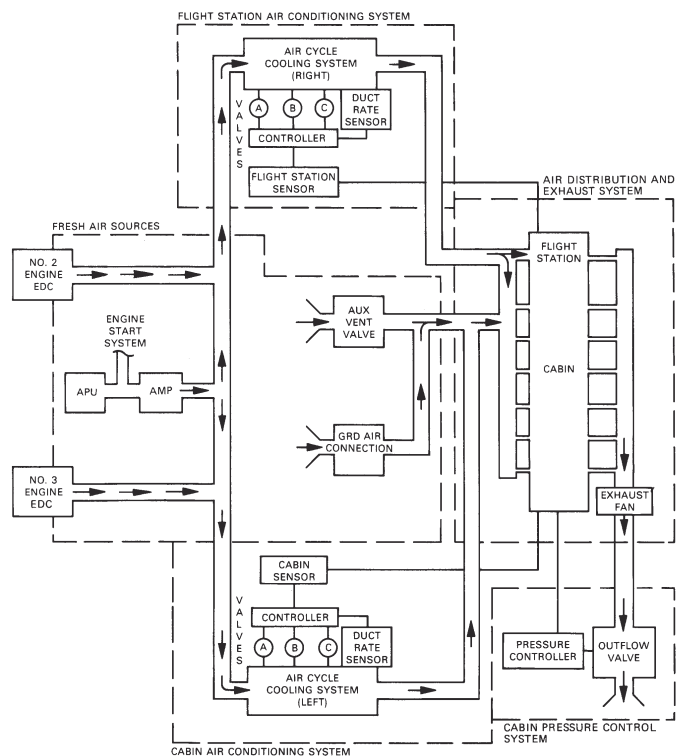 FLIGHT STATION AIR CONDITIONING SYSTEM
AIR CYCLE
COOLING SYSTEM
(RIGHT)
VALVES
A
B
C
DUCT
RATE
SENSOR
CONTROLLER
FLIGHT STATION
SENSOR
AIR DISTRIBUTION AND
EXHAUST SYSTEM
FRESH AIR SOURCES
NO. 2
ENGINE
EDC
FLIGHT
STATION
ENGINE
START
SYSTEM
AUX
VENT
VALVE
CABIN
APU
AMP
GRD AIR
CONNECTION
NO. 3
ENGINE
EDC
EXHAUST
FAN
CABIN
SENSOR
VALVES
CONTROLLER
A
B
C
DUCT
RATE
SENSOR
AIR CYCLE
COOLING SYSTEM
(LEFT)
PRESSURE
CONTROLLER
OUTFLOW
VALVE
CABIN PRESSURE CONTROL
SYSTEM
CABIN AIR CONDITIONING SYSTEM